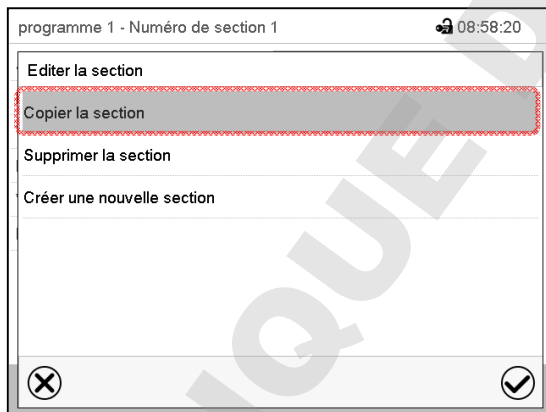 programme 1 - Numéro de section 1 08:58:20
Editer la section
Copier la section
Supprimer la section
Créer une nouvelle section